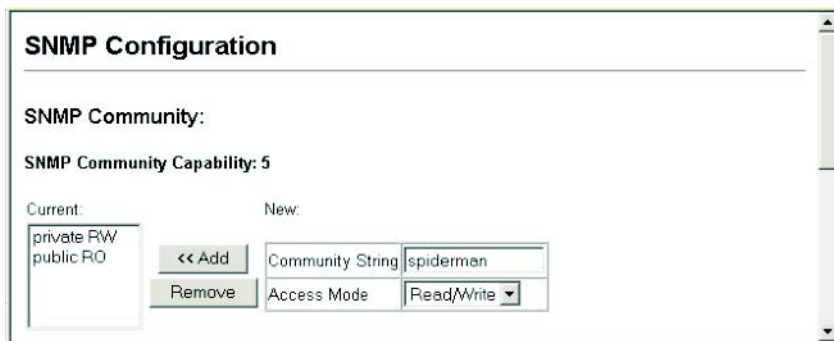 SNMP Configuration
SNMP Community:
SNMP Community Capability: 5
Current:
New:
private RW
public RO
<< Add
Remove
Community String spiderman
Access Mode Read/Write